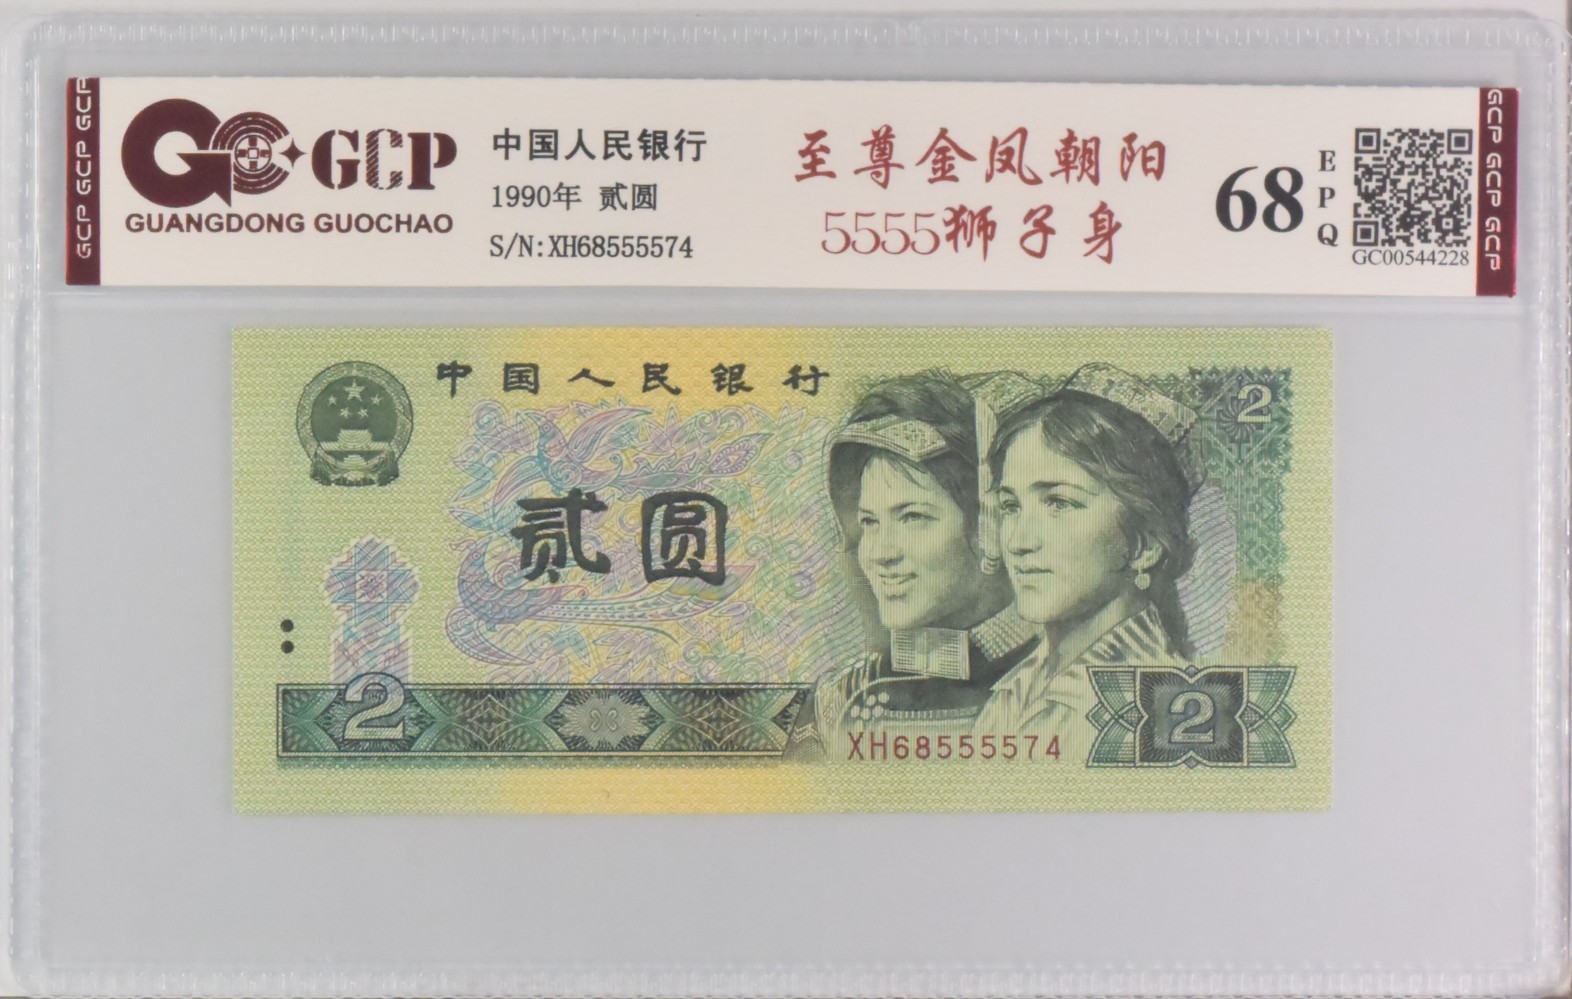 GCP GCP GCP
GCP
GUANGDONG GUOCHAO
中国人民银行
1990年 贰圆
S/N:XH68555574
至尊金凤朝阳
5555狮子身
68
EPQ
GC00544228
GCP GCP GCP
中国人民银行
2
贰圆
2
XH68555574
2